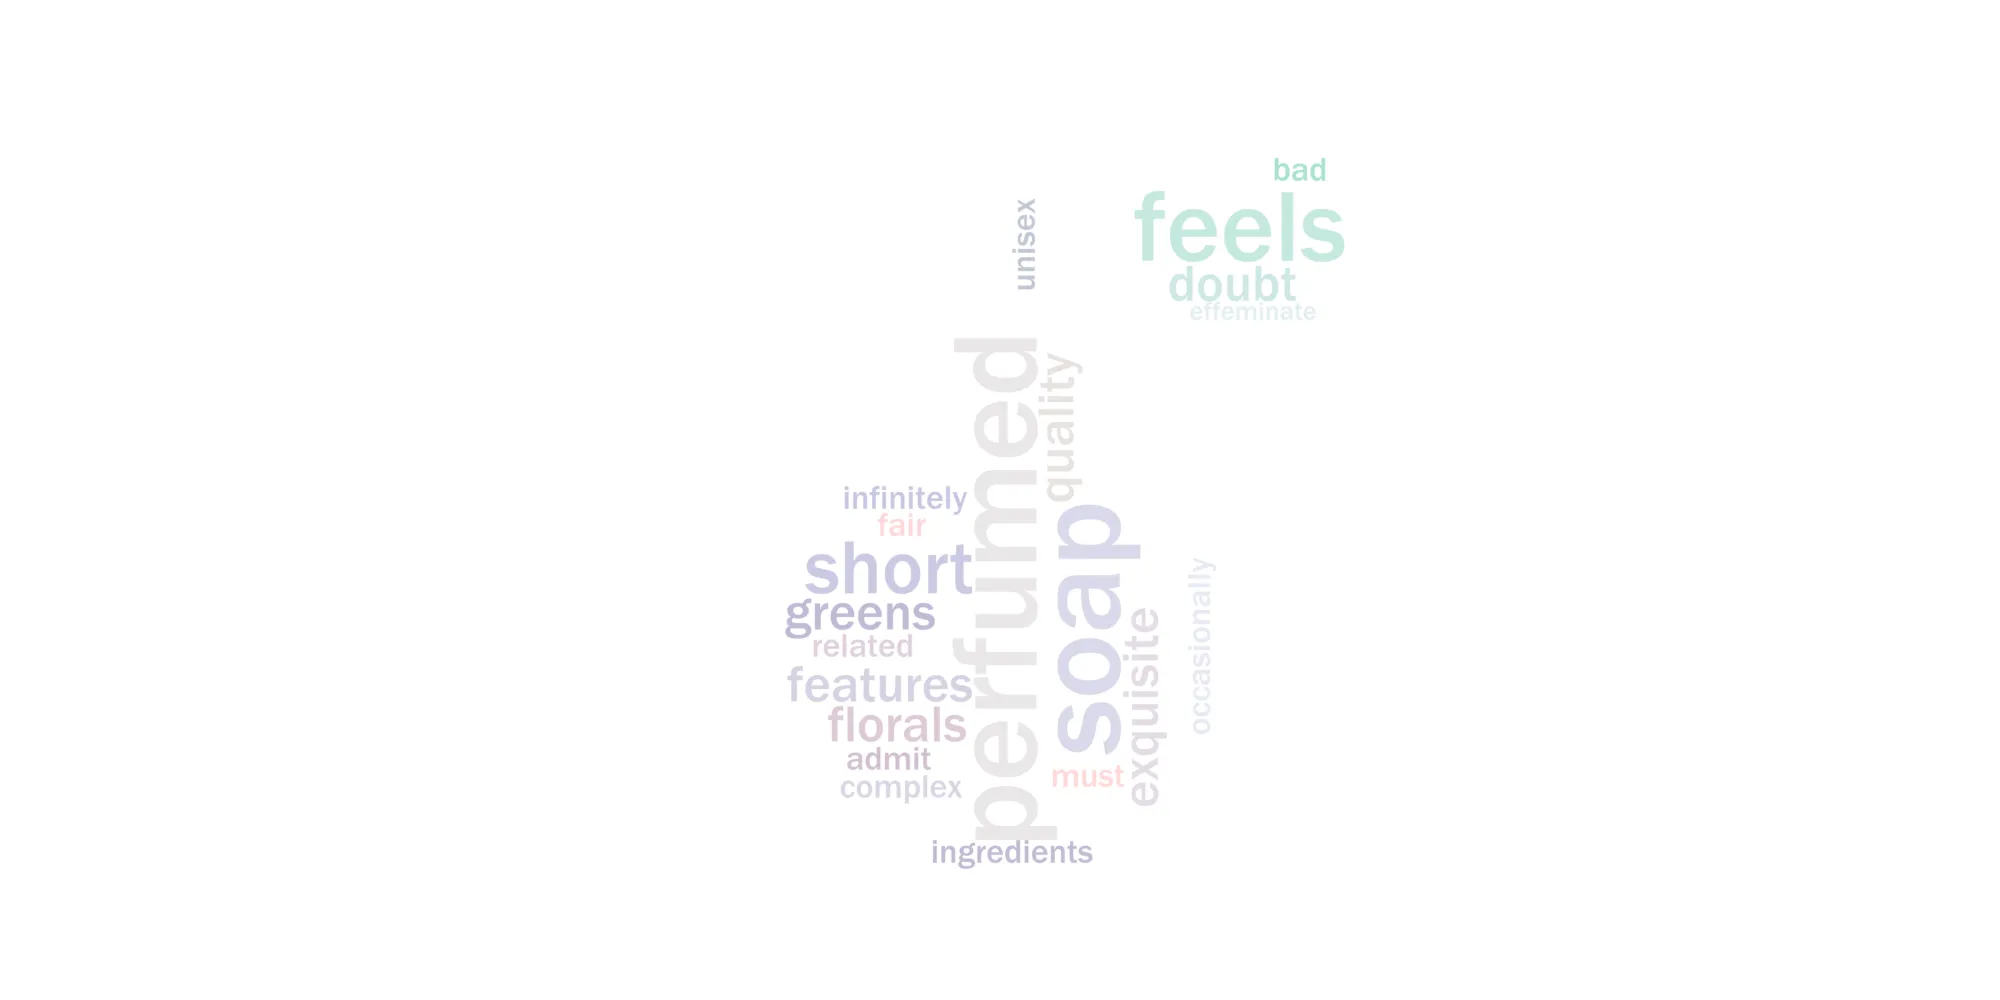 bad
feels
doubt
effeminate
unisex
perfumed
quality
infinitely
fair
short
greens
related
features
florals
admit
complex
soap
must
exquisite
occasionally
ingredients